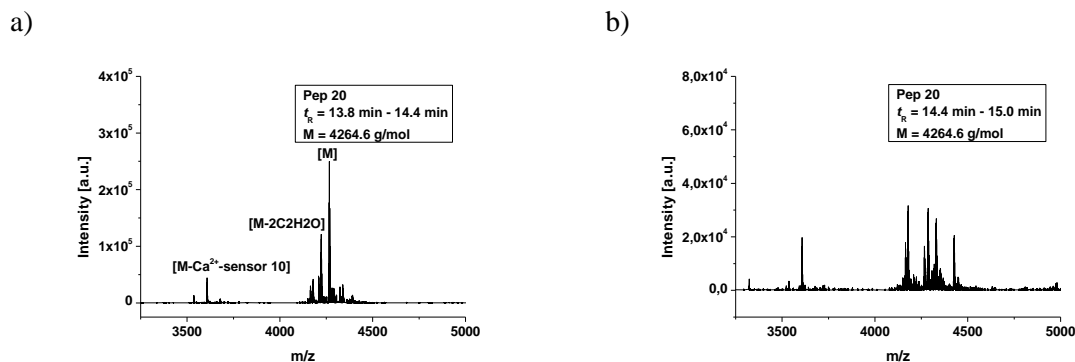 a)
4x10⁵
3x10⁵
2x10⁵
1x10⁵
0
Intensity [a.u.]
Pep 20
tR = 13.8 min - 14.4 min
M = 4264.6 g/mol
[M]
[M-2C2H2O]
[M-Ca²⁺-sensor 10]
3500 4000 4500 5000
m/z
b)
8,0x10⁴
6,0x10⁴
4,0x10⁴
2,0x10⁴
0,0
Intensity [a.u.]
Pep 20
tR = 14.4 min - 15.0 min
M = 4264.6 g/mol
3500 4000 4500 5000
m/z